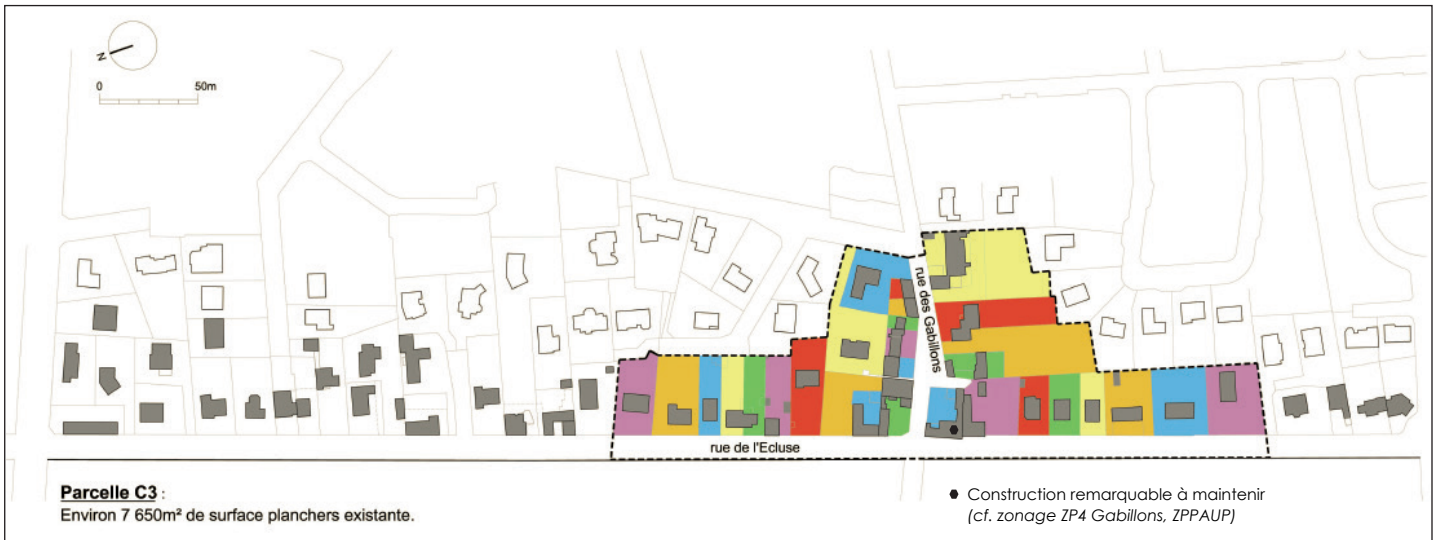 N
0 50m
rue des Gabillons
rue de l'Ecluse
Parcelle C3 :
Environ 7 650m² de surface planchers existante.
Construction remarquable à maintenir
(cf. zonage ZP4 Gabillons, ZPPAUP)